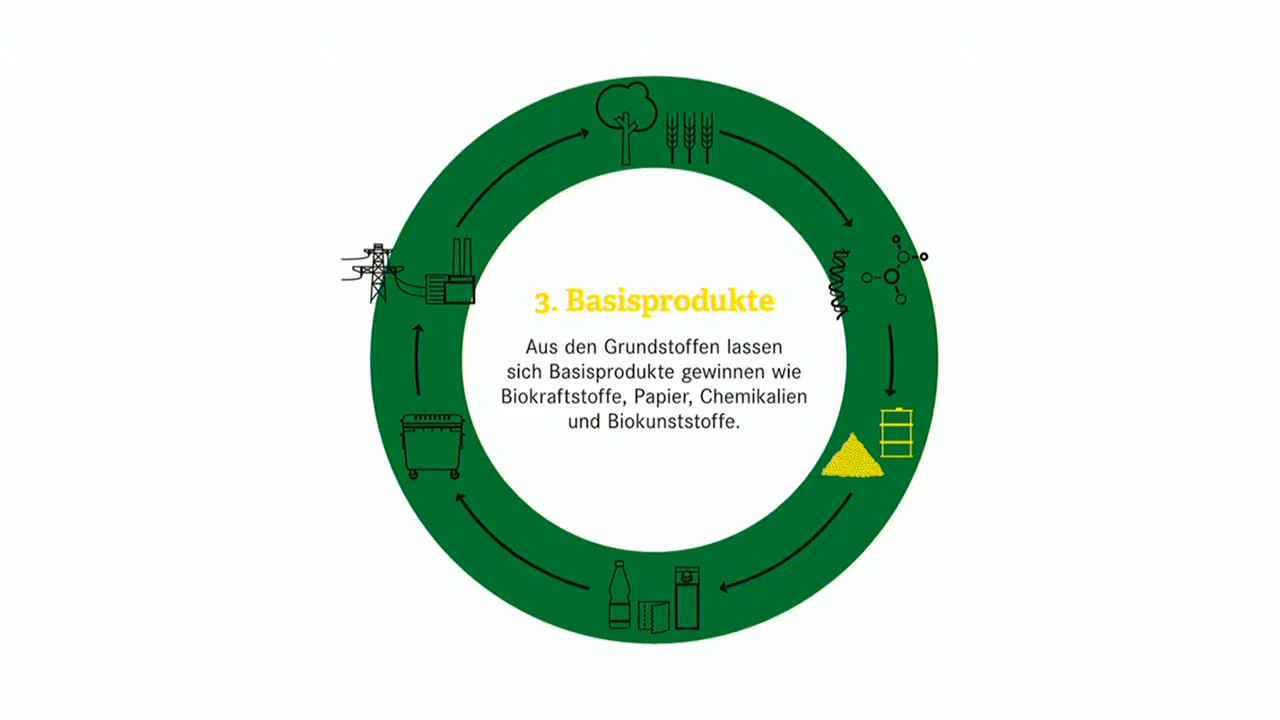 3. Basisprodukte
Aus den Grundstoffen lassen
sich Basisprodukte gewinnen wie
Biokraftstoffe, Papier, Chemikalien
und Biokunststoffe.